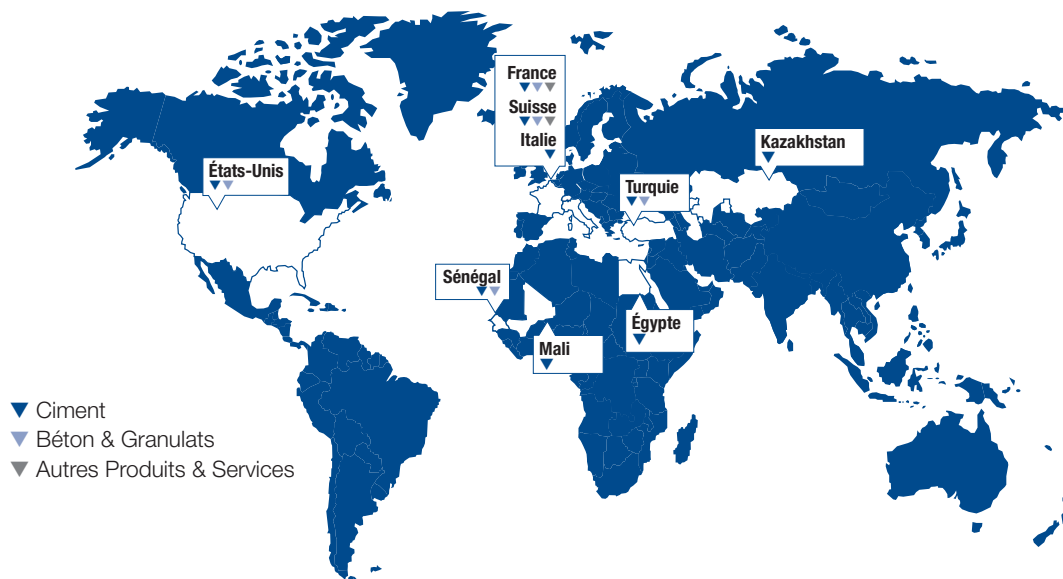 France
Suisse
Italie
Kazakhstan
États-Unis
Turquie
Sénégal
Égypte
Mali
Ciment
Béton & Granulats
Autres Produits & Services